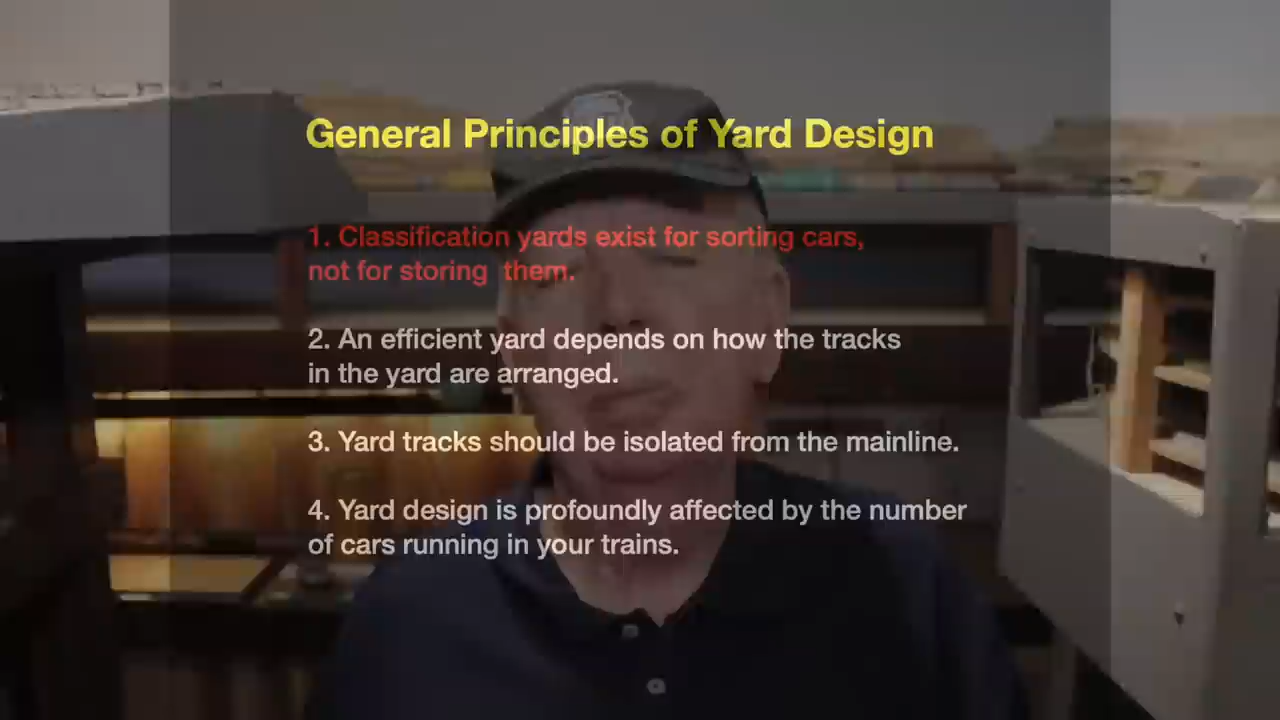 General Principles of Yard Design
1. Classification yards exist for sorting cars,
not for storing them.
2. An efficient yard depends on how the tracks
in the yard are arranged.
3. Yard tracks should be isolated from the mainline.
4. Yard design is profoundly affected by the number
of cars running in your trains.